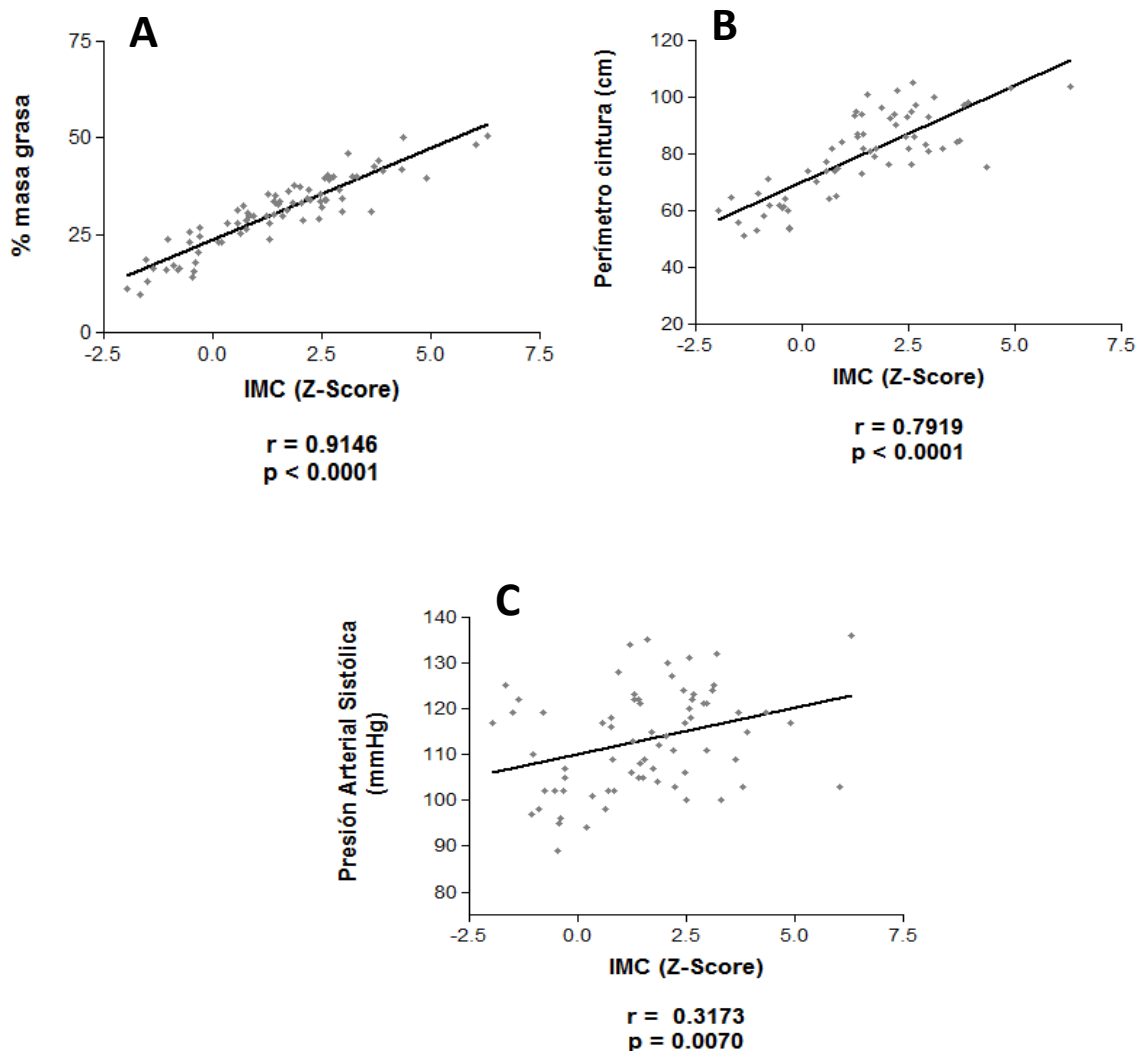 A
75
50
25
0
% masa grasa
-2.5 0.0 2.5 5.0 7.5
IMC (Z-Score)
r = 0.9146
p < 0.0001
B
120
100
80
60
40
20
Perímetro cintura (cm)
-2.5 0.0 2.5 5.0 7.5
IMC (Z-Score)
r = 0.7919
p < 0.0001
C
140
130
120
110
100
90
80
Presión Arterial Sistólica
(mmHg)
-2.5 0.0 2.5 5.0 7.5
IMC (Z-Score)
r = 0.3173
p = 0.0070